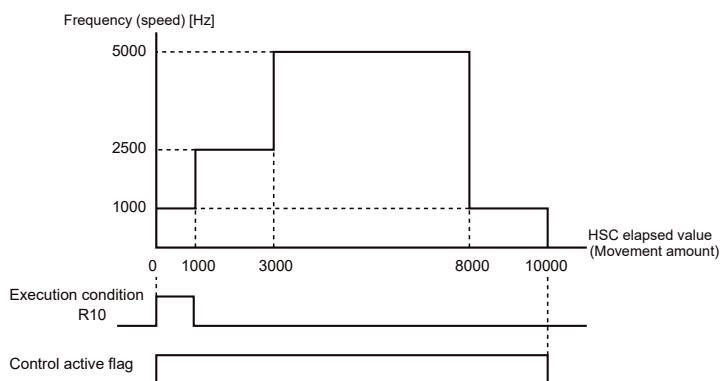 Frequency (speed) [Hz]
5000
2500
1000
HSC elapsed value
(Movement amount)
0 1000 3000 8000 10000
Execution condition
R10
Control active flag